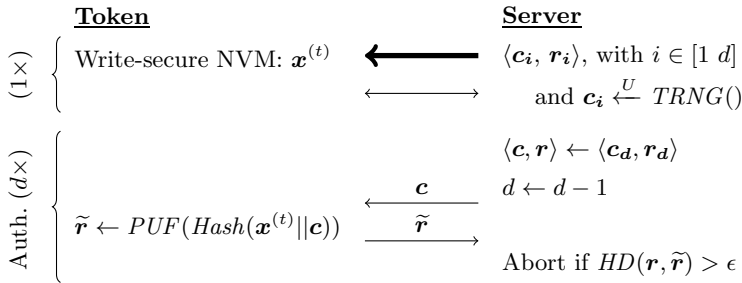 Token Server
(1×) Write-secure NVM: x^(t) ⟨c_i, r_i⟩, with i ∈ [1 d]
and c_i ←^U TRNG()
Auth. (d×) ⟨c, r⟩ ← ⟨c_d, r_d⟩
c d ← d − 1
r̃ ← PUF(Hash(x^(t)||c)) r̃
Abort if HD(r, r̃) > ϵ